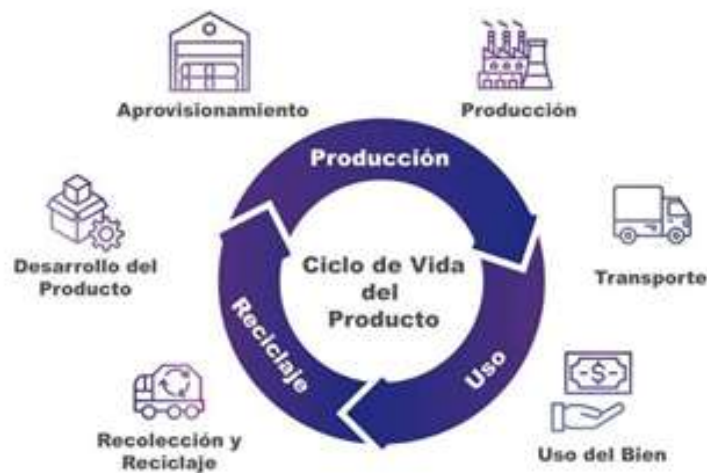 Aprovisionamiento
Producción
Producción
Desarrollo del
Producto
Ciclo de Vida
del
Producto
Transporte
Reciclaje
Uso
-$-
Recolección y
Reciclaje
Uso del Bien